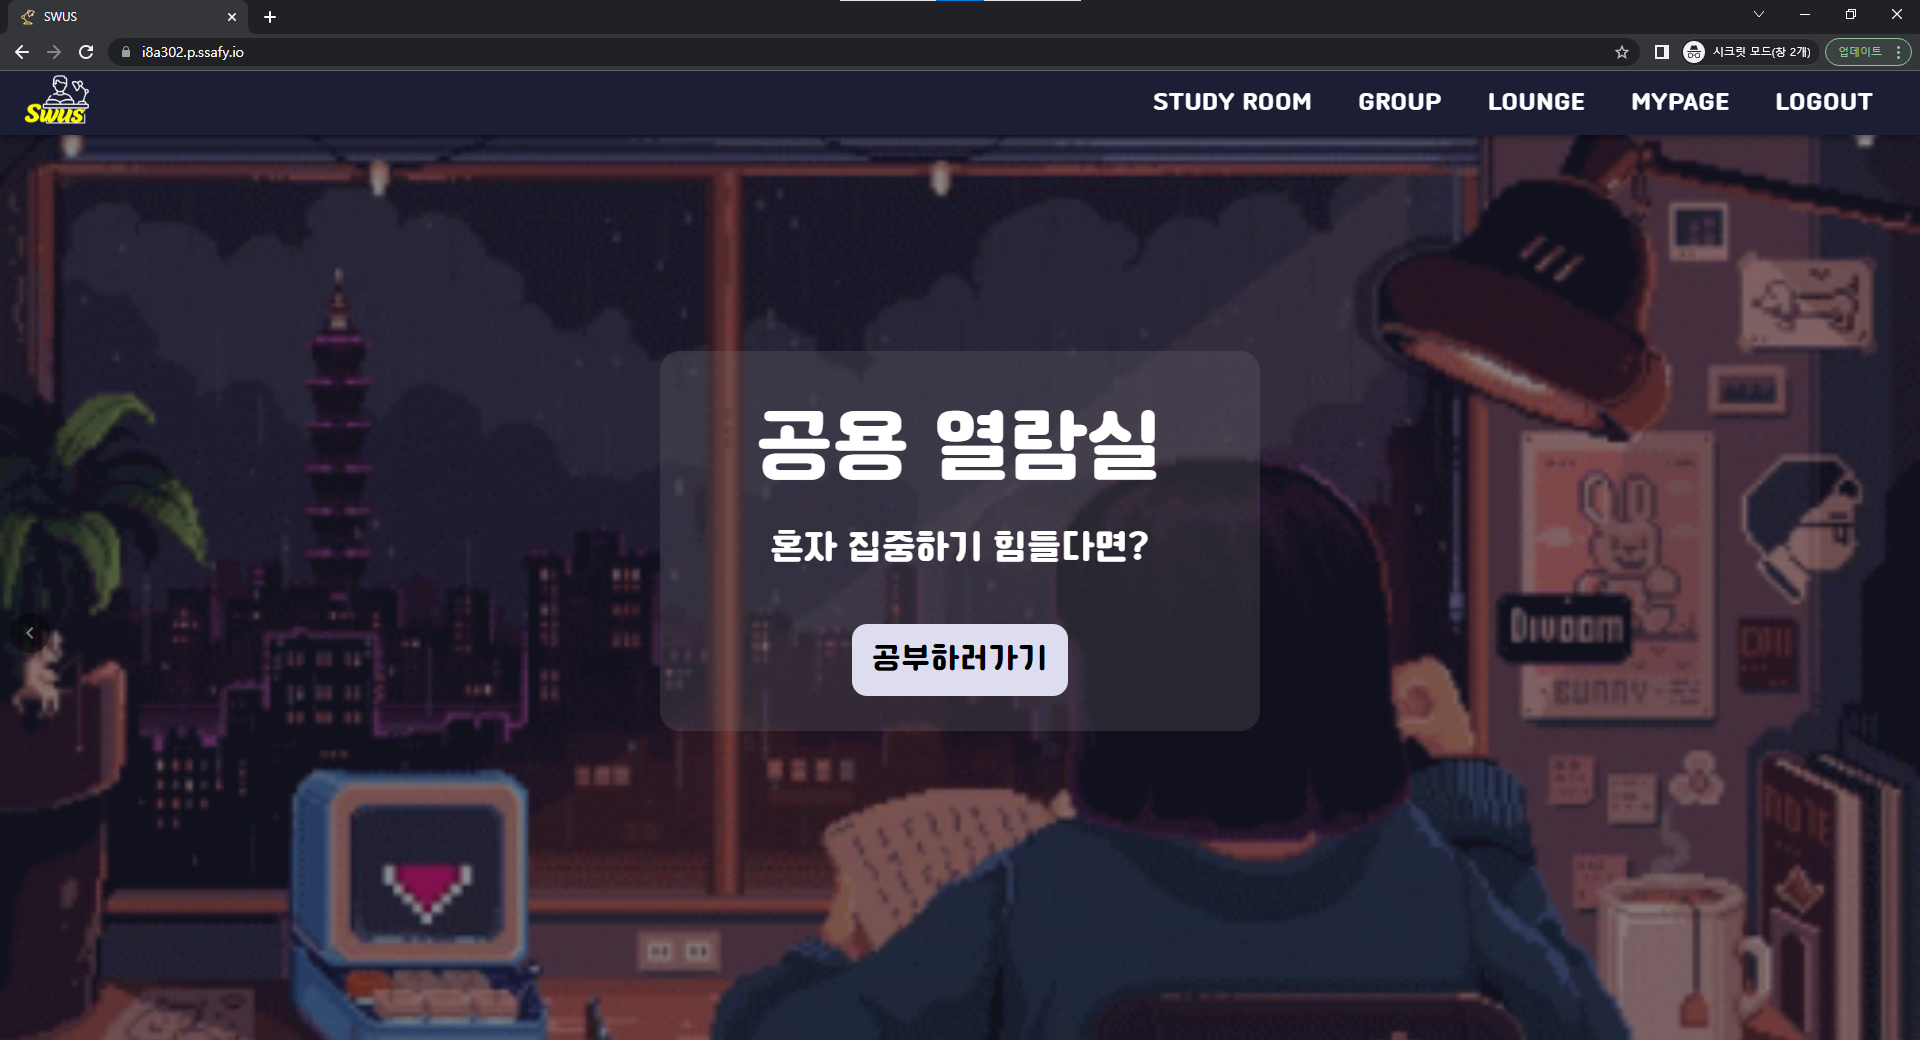 SWUS
i8a302.p.ssafy.io
시크릿 모드(창 2개)
업데이트
Swus
STUDY ROOM
GROUP
LOUNGE
MYPAGE
LOGOUT
공용 열람실
혼자 집중하기 힘들다면?
공부하러가기
Divoom
BUNNY
NOTE